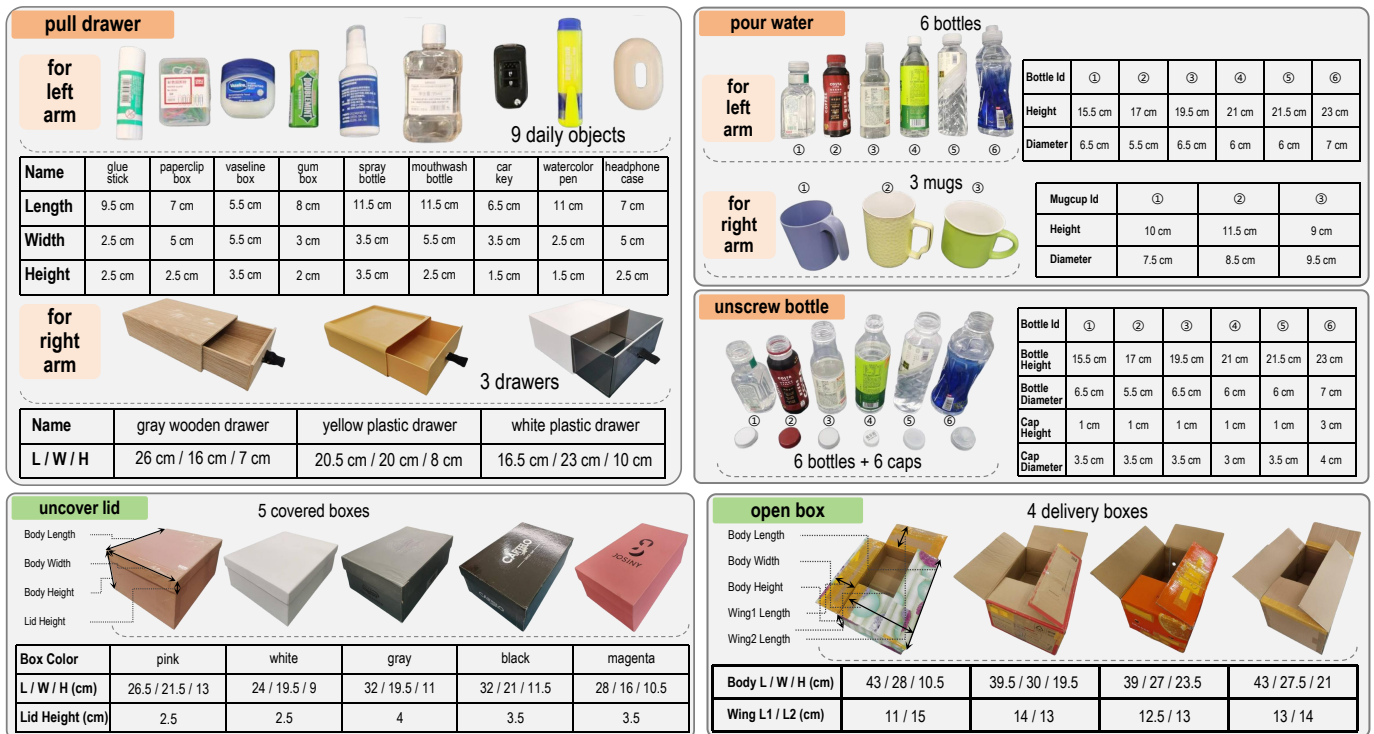 pull drawer
for
left
arm
9 daily objects
Name glue stick paperclip box vaseline box gum box spray bottle mouthwash bottle car key watercolor pen headphone case
Length 9.5 cm 7 cm 5.5 cm 8 cm 11.5 cm 11.5 cm 6.5 cm 11 cm 7 cm
Width 2.5 cm 5 cm 5.5 cm 3 cm 3.5 cm 5.5 cm 3.5 cm 2.5 cm 5 cm
Height 2.5 cm 2.5 cm 3.5 cm 2 cm 3.5 cm 2.5 cm 1.5 cm 1.5 cm 2.5 cm
for
right
arm
3 drawers
Name gray wooden drawer yellow plastic drawer white plastic drawer
L / W / H 26 cm / 16 cm / 7 cm 20.5 cm / 20 cm / 8 cm 16.5 cm / 23 cm / 10 cm
pour water
6 bottles
for
left
arm
① ② ③ ④ ⑤ ⑥
Bottle Id ① ② ③ ④ ⑤ ⑥
Height 15.5 cm 17 cm 19.5 cm 21 cm 21.5 cm 23 cm
Diameter 6.5 cm 5.5 cm 6.5 cm 6 cm 6 cm 7 cm
for
right
arm
① ② 3 mugs ③
Mugcup Id ① ② ③
Height 10 cm 11.5 cm 9 cm
Diameter 7.5 cm 8.5 cm 9.5 cm
unscrew bottle
① ② ③ ④ ⑤ ⑥
6 bottles + 6 caps
Bottle Id ① ② ③ ④ ⑤ ⑥
Bottle Height 15.5 cm 17 cm 19.5 cm 21 cm 21.5 cm 23 cm
Bottle Diameter 6.5 cm 5.5 cm 6.5 cm 6 cm 6 cm 7 cm
Cap Height 1 cm 1 cm 1 cm 1 cm 1 cm 3 cm
Cap Diameter 3.5 cm 3.5 cm 3.5 cm 3 cm 3.5 cm 4 cm
uncover lid
5 covered boxes
Body Length
Body Width
Body Height
Lid Height
JOSINY
Box Color pink white gray black magenta
L / W / H (cm) 26.5 / 21.5 / 13 24 / 19.5 / 9 32 / 19.5 / 11 32 / 21 / 11.5 28 / 16 / 10.5
Lid Height (cm) 2.5 2.5 4 3.5 3.5
open box
4 delivery boxes
Body Length
Body Width
Body Height
Wing1 Length
Wing2 Length
Body L / W / H (cm) 43 / 28 / 10.5 39.5 / 30 / 19.5 39 / 27 / 23.5 43 / 27.5 / 21
Wing L1 / L2 (cm) 11 / 15 14 / 13 12.5 / 13 13 / 14